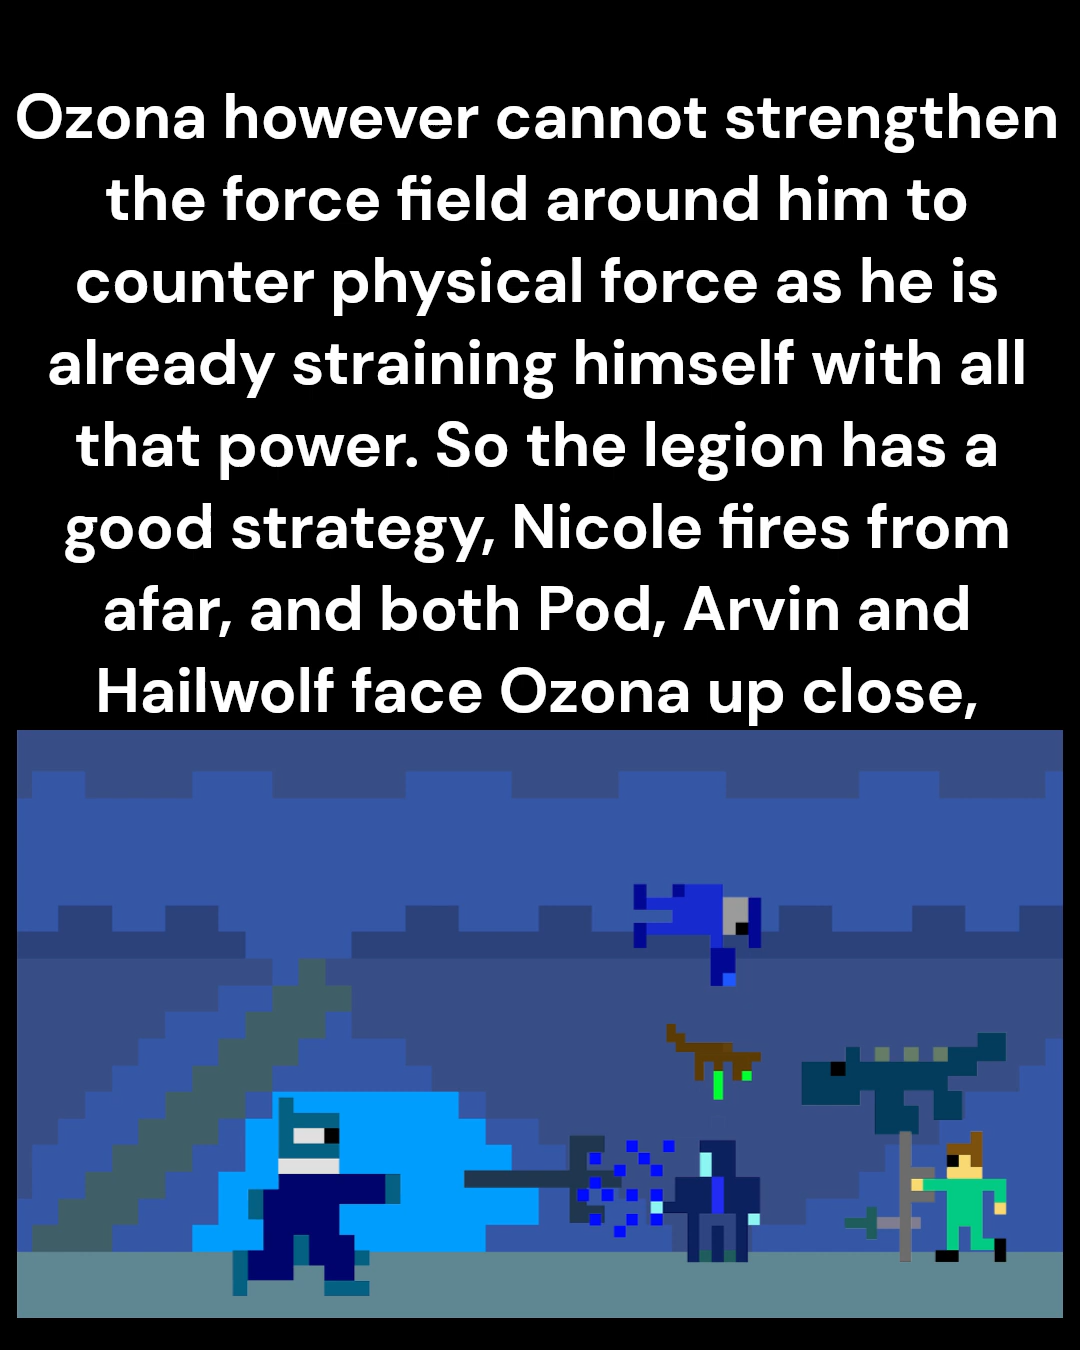 Ozona however cannot strengthen
the force field around him to
counter physical force as he is
already straining himself with all
that power. So the legion has a
good strategy, Nicole fires from
afar, and both Pod, Arvin and
Hailwolf face Ozona up close,